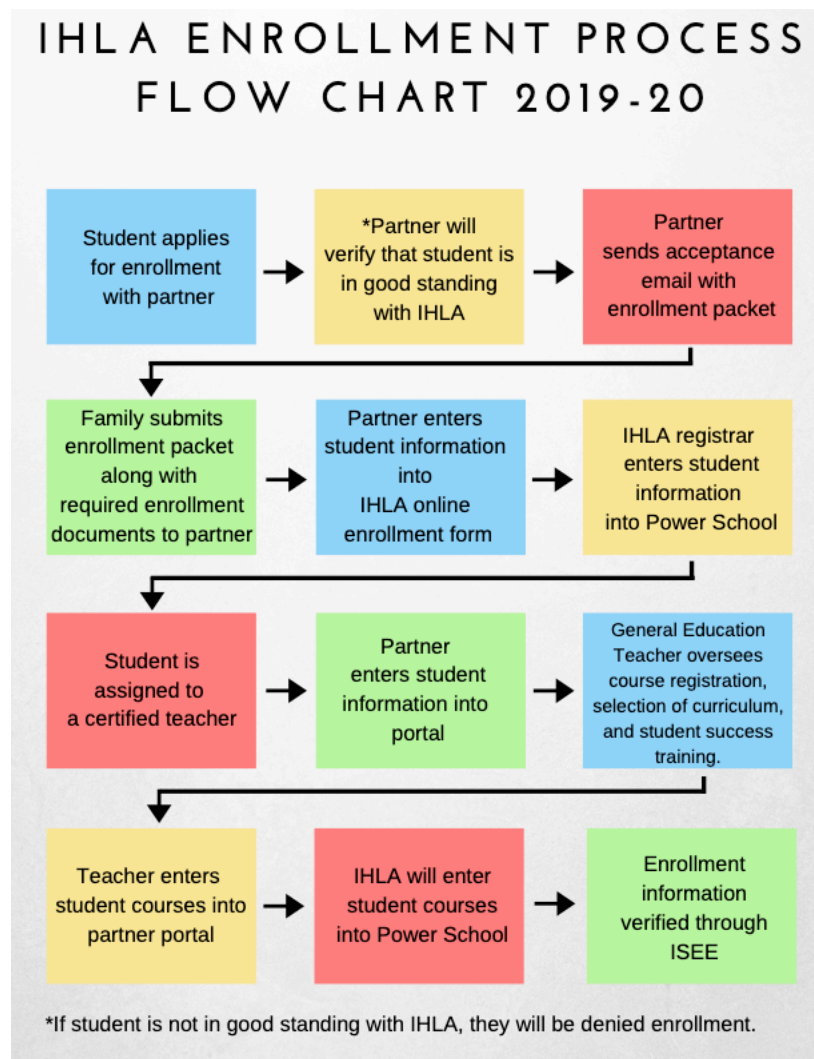 IHLA ENROLLMENT PROCESS
FLOW CHART 2019-20
Student applies
for enrollment
with partner
*Partner will
verify that student is
in good standing
with IHLA
Partner
sends acceptance
email with
enrollment packet
Family submits
enrollment packet
along with
required enrollment
documents to partner
Partner enters
student information
into
IHLA online
enrollment form
IHLA registrar
enters student
information
into Power School
Student is
assigned to
a certified teacher
Partner
enters student
information into
portal
General Education
Teacher oversees
course registration,
selection of curriculum,
and student success
training.
Teacher enters
student courses into
partner portal
IHLA will enter
student courses
into Power School
Enrollment
information
verified through
ISEE
*If student is not in good standing with IHLA, they will be denied enrollment.